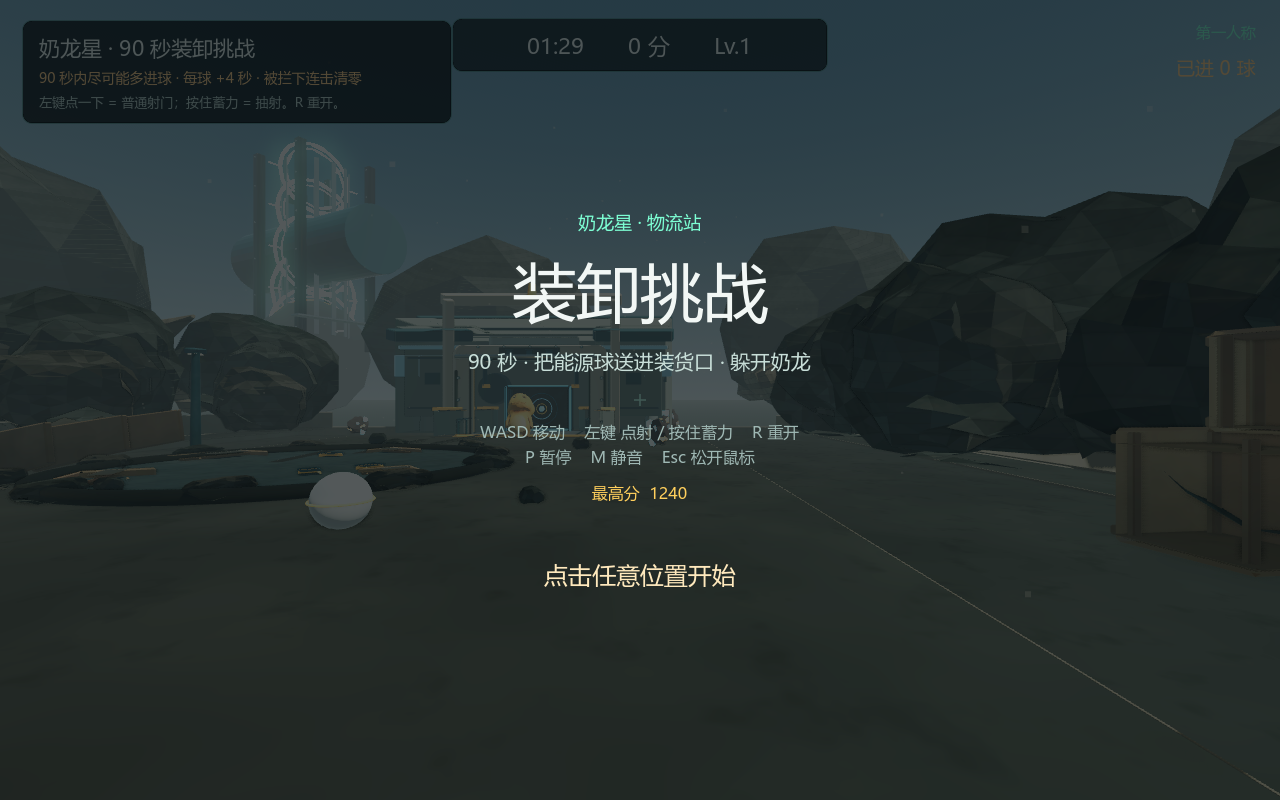 奶龙星 · 90 秒装卸挑战
90 秒内尽可能多进球 · 每球 +4 秒 · 被拦下连击清零
左键点一下 = 普通射门；按住蓄力 = 抽射。R 重开。
01:29 0 分 Lv.1
第一人称
已进 0 球
奶龙星 · 物流站
装卸挑战
90 秒 · 把能源球送进装货口 · 躲开奶龙
WASD 移动 左键 点射 / 按住蓄力 R 重开
P 暂停 M 静音 Esc 松开鼠标
最高分 1240
点击任意位置开始